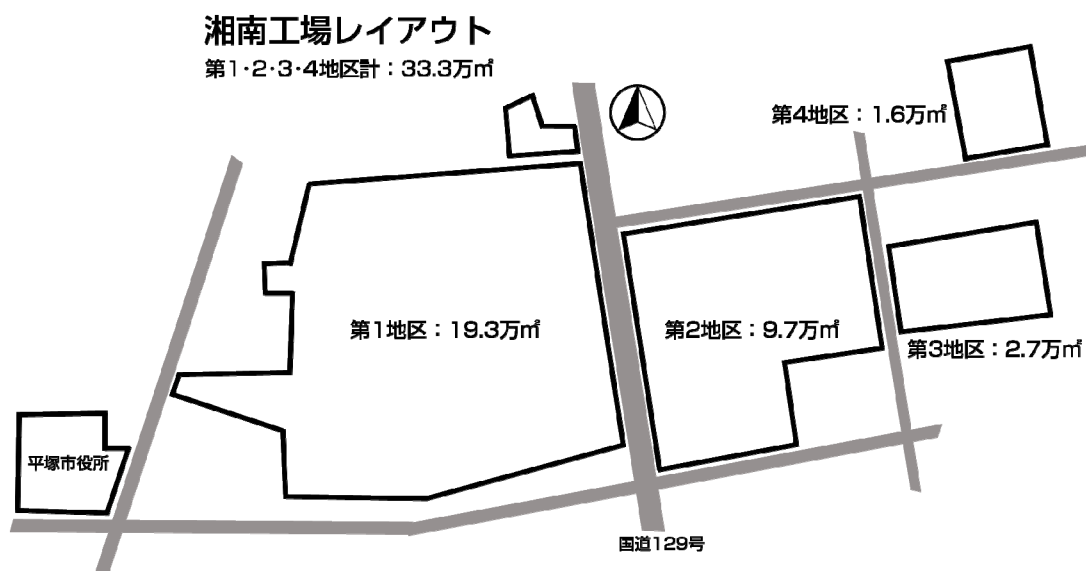 湘南工場レイアウト
第1･2･3･4地区計：33.3万㎡
第4地区：1.6万㎡
第1地区：19.3万㎡
第2地区：9.7万㎡
第3地区：2.7万㎡
平塚市役所
国道129号